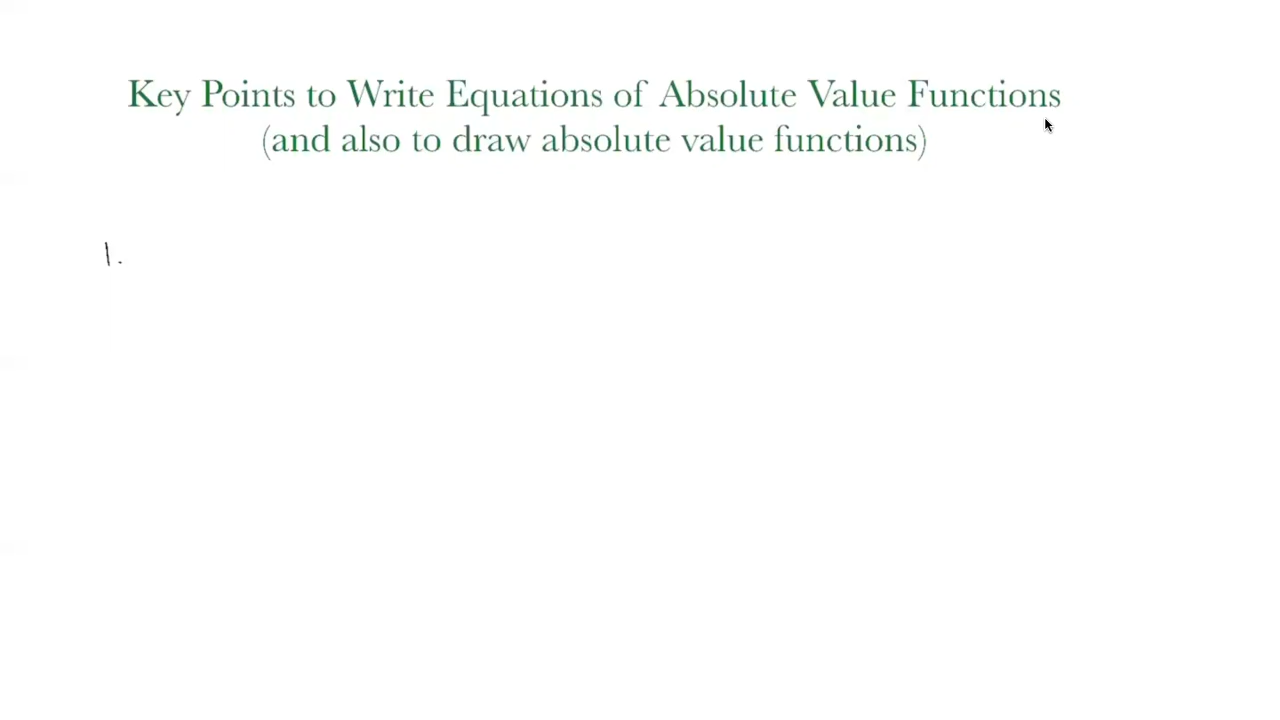 Key Points to Write Equations of Absolute Value Functions
(and also to draw absolute value functions)
1.